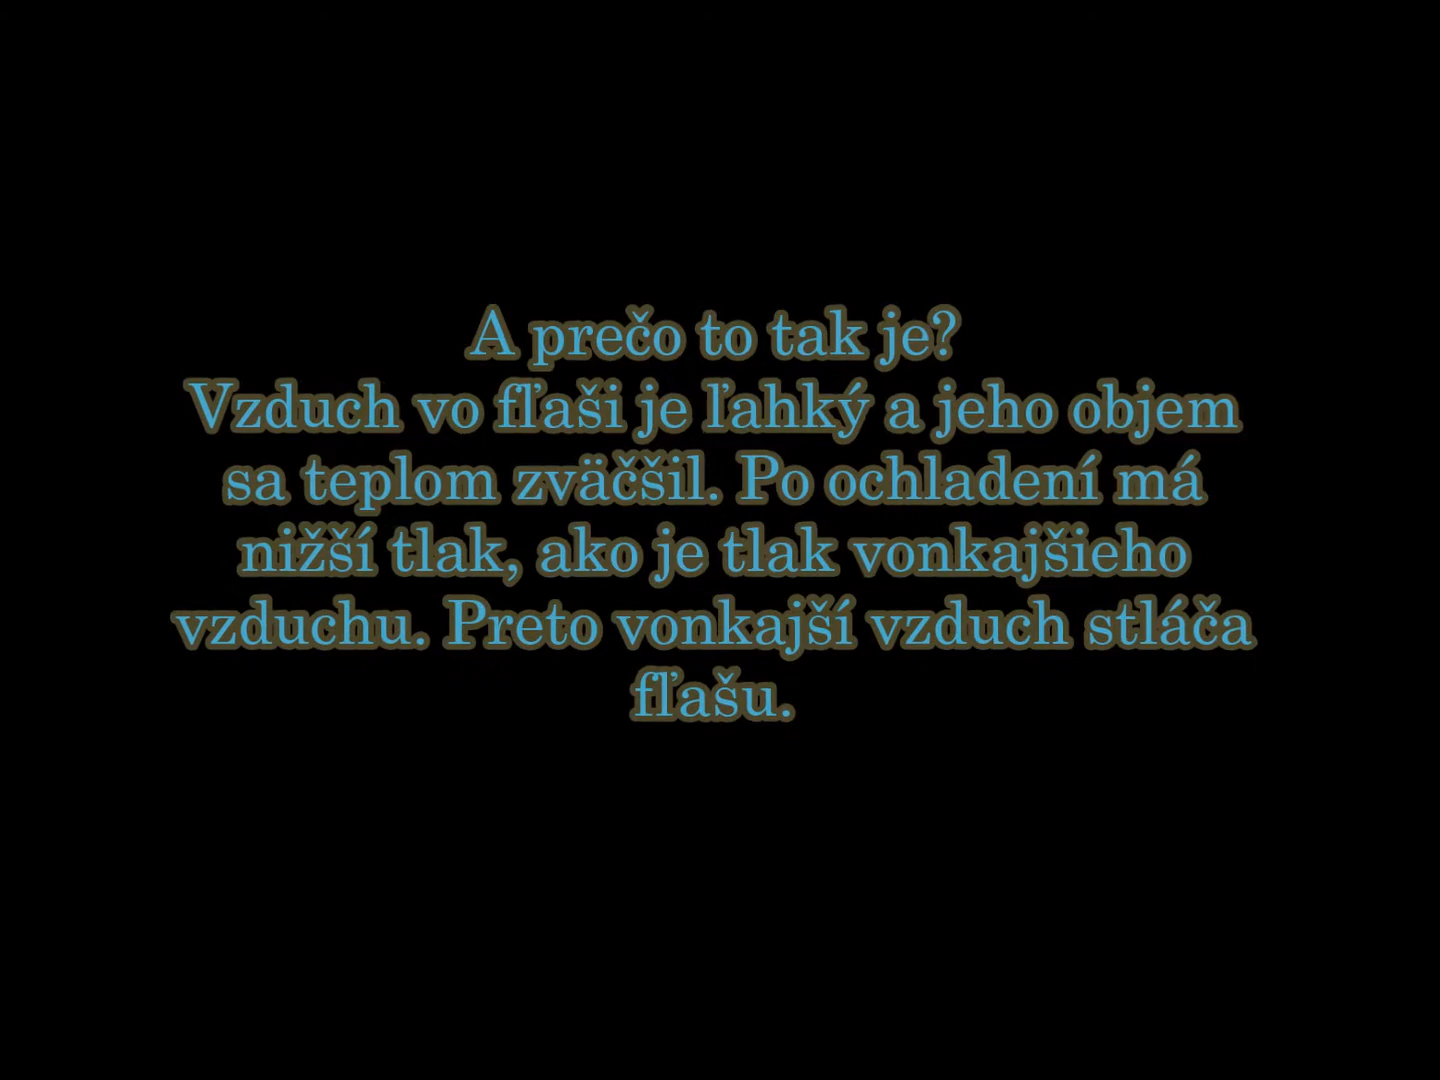 A prečo to tak je?
Vzduch vo fľaši je ľahký a jeho objem
sa teplom zväčšil. Po ochladení má
nižší tlak, ako je tlak vonkajšieho
vzduchu. Preto vonkajší vzduch stláča
fľašu.